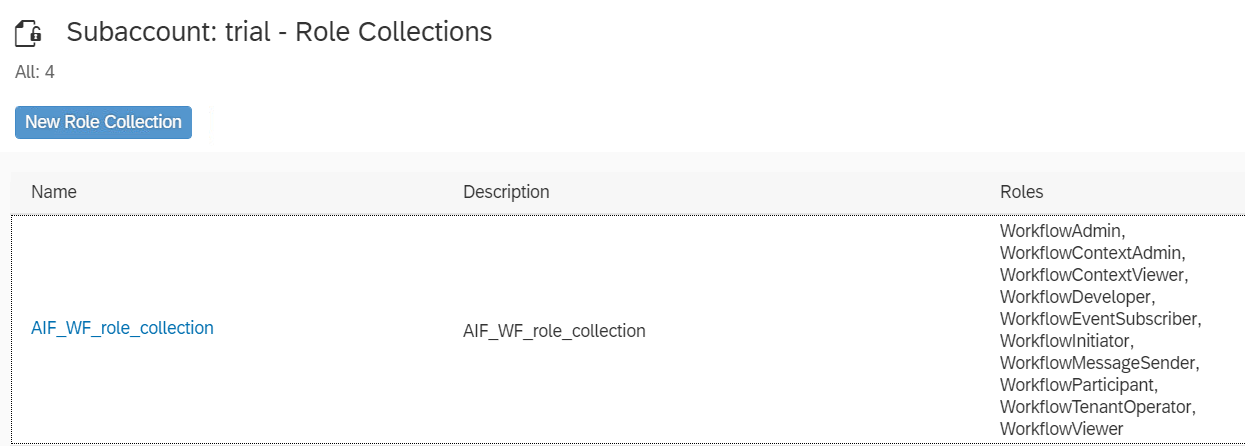 Subaccount: trial - Role Collections
All: 4
New Role Collection
Name Description Roles
AIF_WF_role_collection AIF_WF_role_collection
WorkflowAdmin,
WorkflowContextAdmin,
WorkflowContextViewer,
WorkflowDeveloper,
WorkflowEventSubscriber,
WorkflowInitiator,
WorkflowMessageSender,
WorkflowParticipant,
WorkflowTenantOperator,
WorkflowViewer